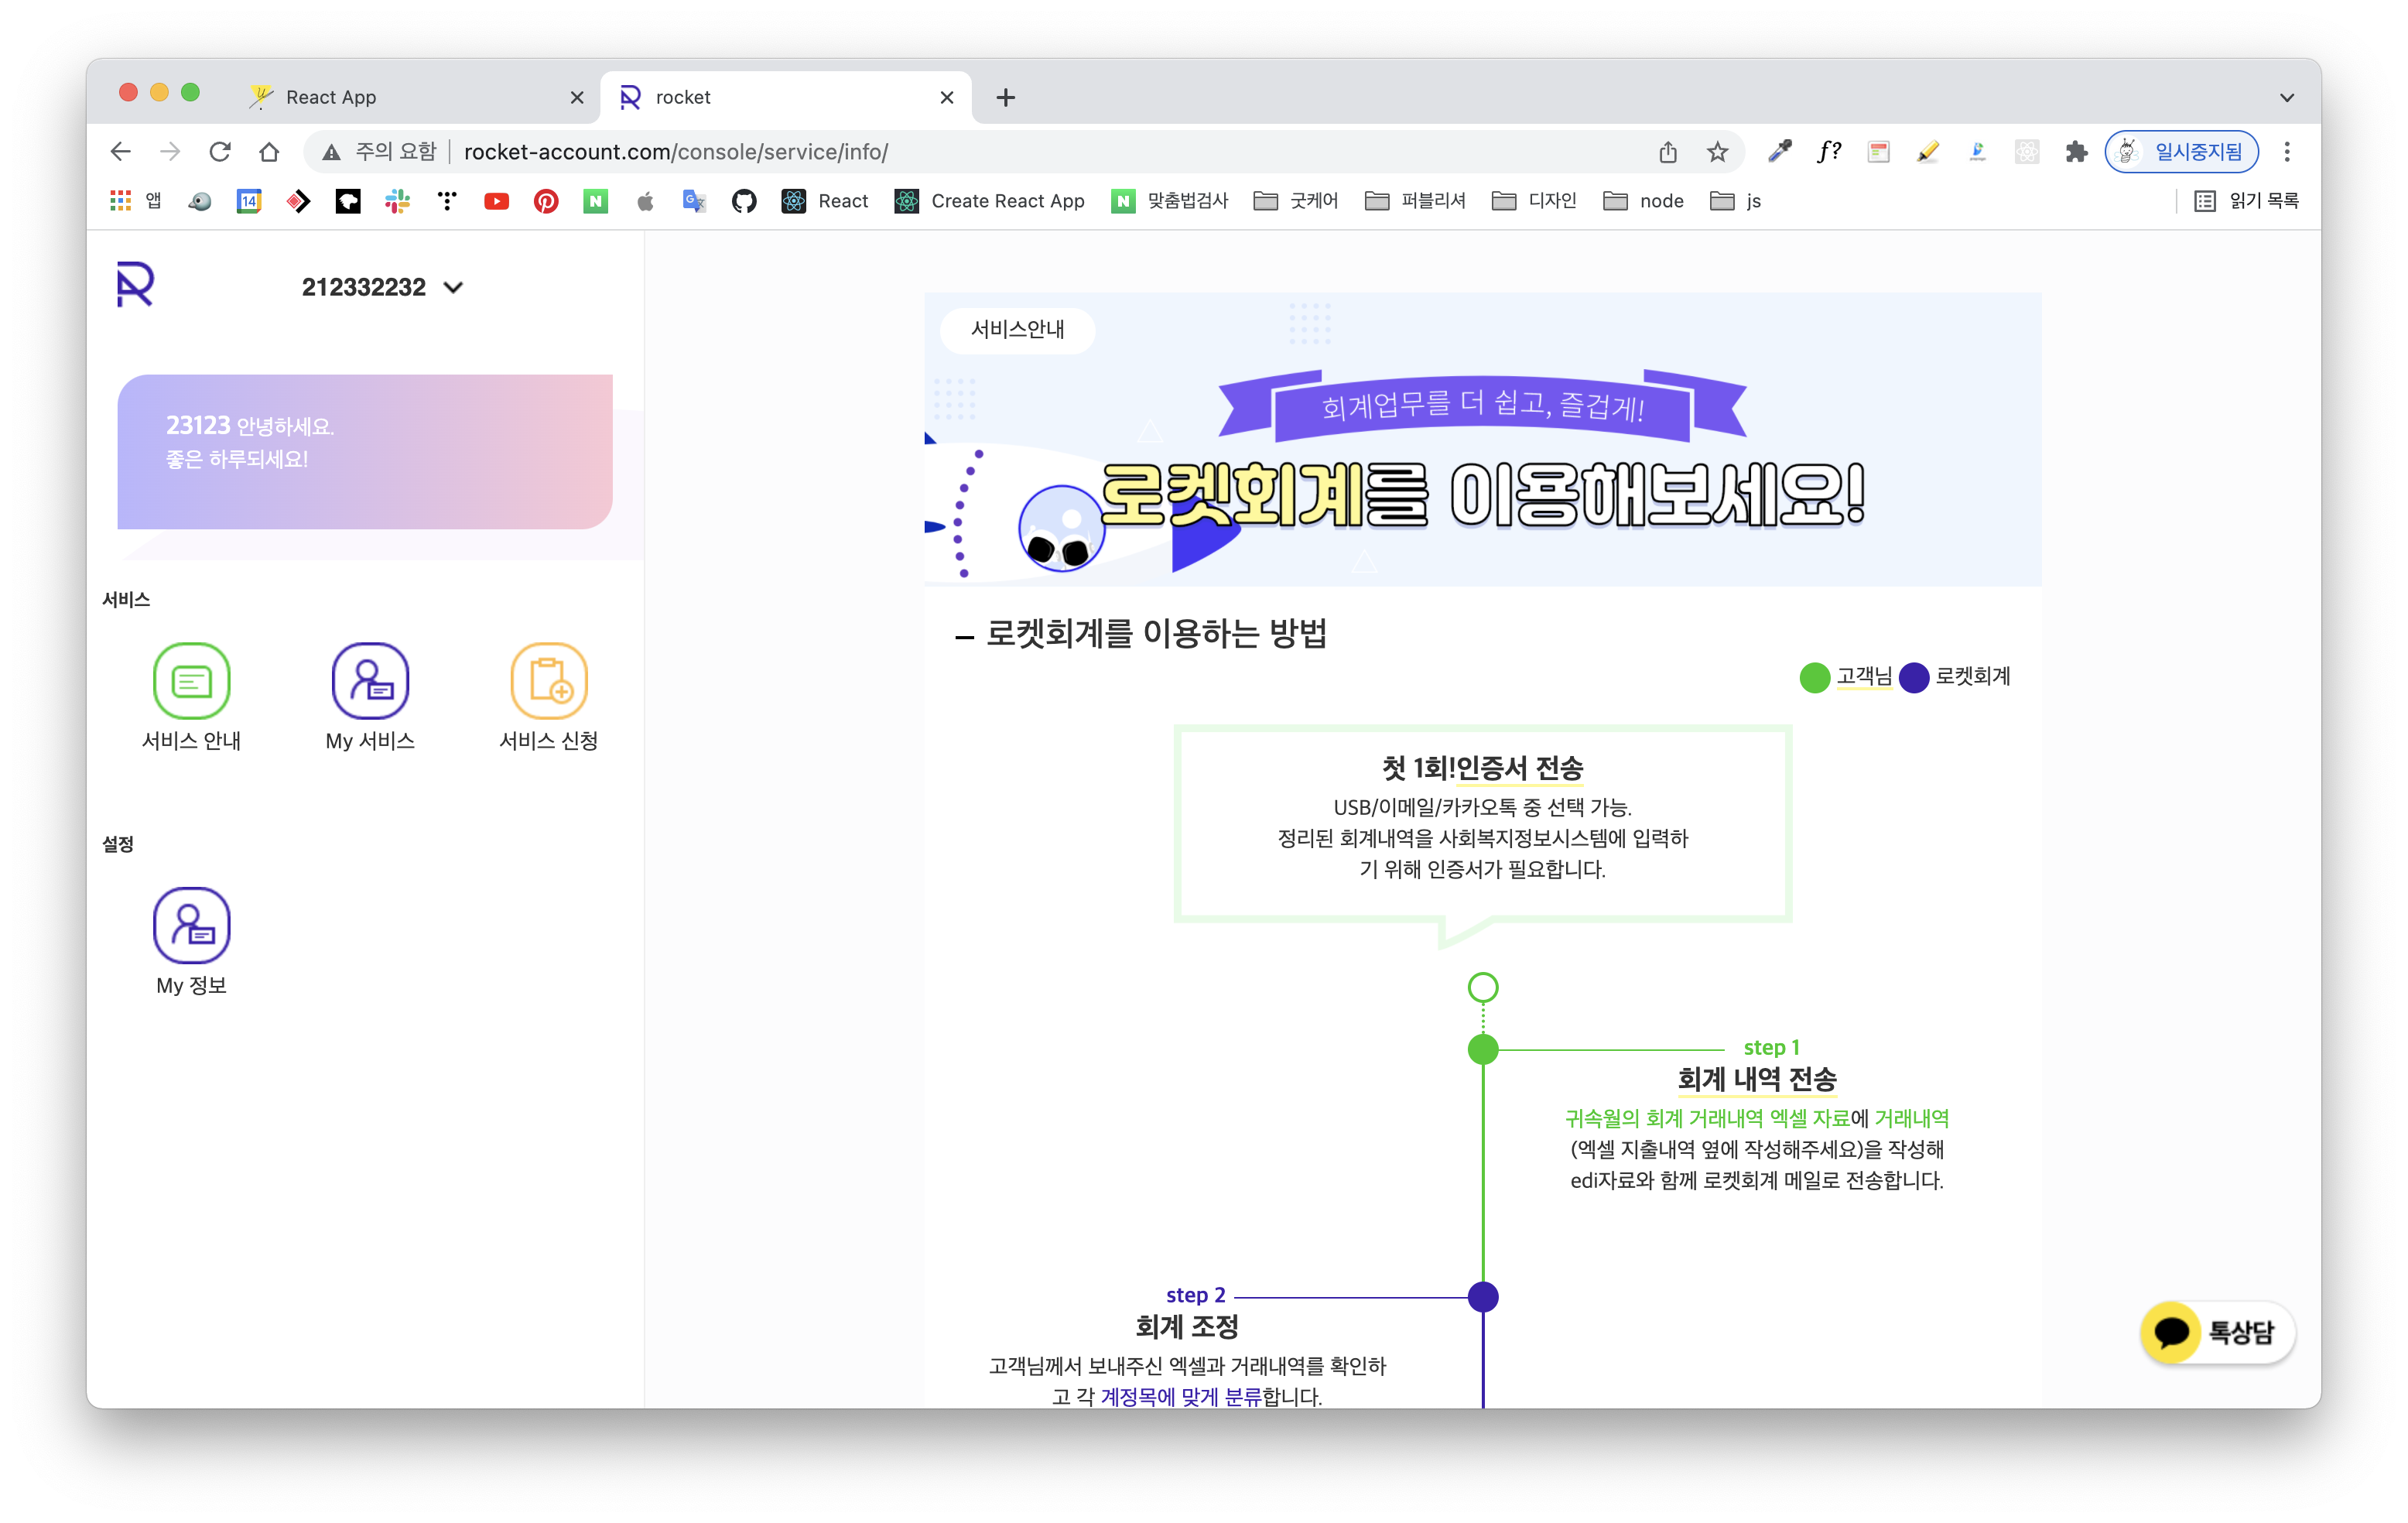 React App
rocket
주의 요함
rocket-account.com/console/service/info/
일시중지됨
앱
14
React
Create React App
맞춤법검사
굿케어
퍼블리셔
디자인
node
js
읽기 목록
212332232
23123 안녕하세요.
좋은 하루되세요!
서비스
서비스 안내
My 서비스
서비스 신청
설정
My 정보
서비스안내
회계업무를 더 쉽고, 즐겁게!
로켓회계를 이용해보세요!
– 로켓회계를 이용하는 방법
고객님
로켓회계
첫 1회!인증서 전송
USB/이메일/카카오톡 중 선택 가능.
정리된 회계내역을 사회복지정보시스템에 입력하
기 위해 인증서가 필요합니다.
step 1
회계 내역 전송
귀속월의 회계 거래내역 엑셀 자료에 거래내역
(엑셀 지출내역 옆에 작성해주세요)을 작성해
edi자료와 함께 로켓회계 메일로 전송합니다.
step 2
회계 조정
고객님께서 보내주신 엑셀과 거래내역를 확인하
고 각 계정목에 맞게 분류합니다.
톡상담